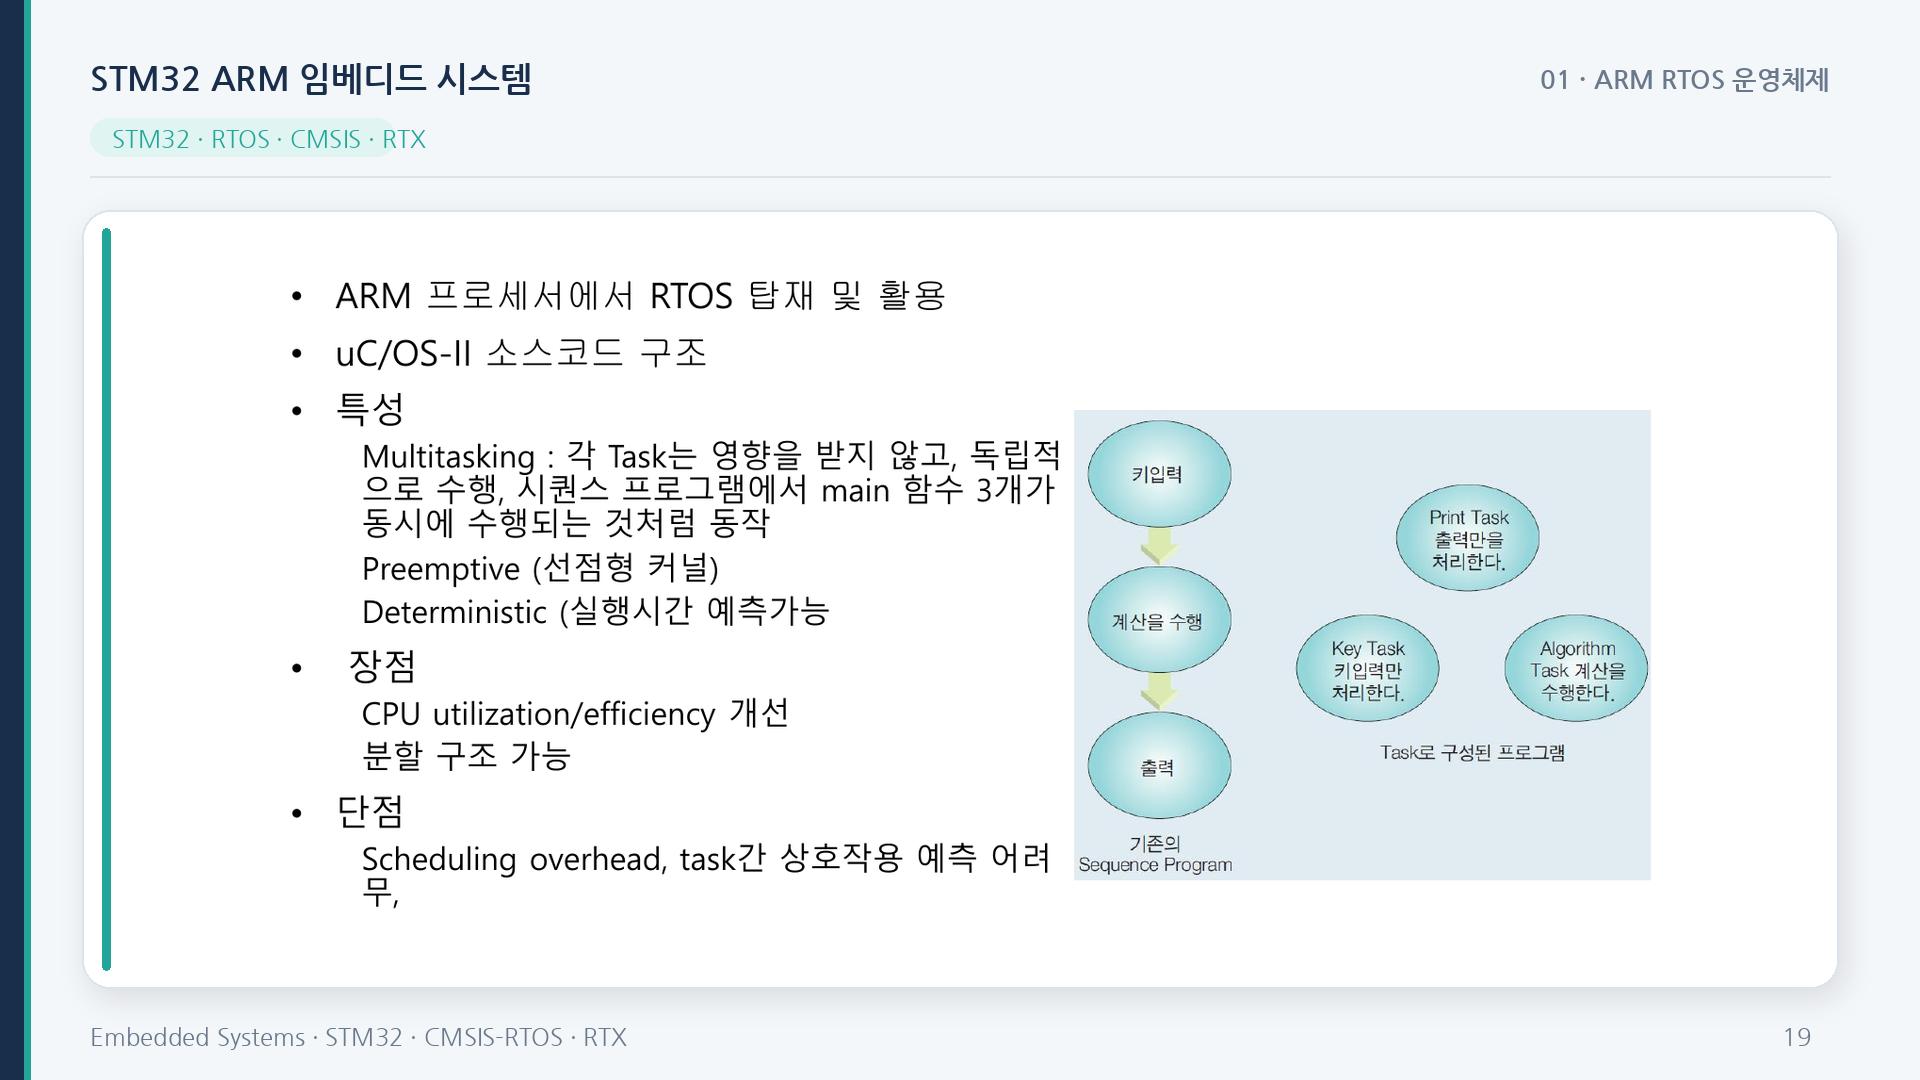 STM32 ARM 임베디드 시스템
01 · ARM RTOS 운영체제
STM32 · RTOS · CMSIS · RTX
• ARM 프로세서에서 RTOS 탑재 및 활용
• uC/OS-II 소스코드 구조
• 특성
Multitasking : 각 Task는 영향을 받지 않고, 독립적
으로 수행, 시퀀스 프로그램에서 main 함수 3개가
동시에 수행되는 것처럼 동작
Preemptive (선점형 커널)
Deterministic (실행시간 예측가능
• 장점
CPU utilization/efficiency 개선
분할 구조 가능
• 단점
Scheduling overhead, task간 상호작용 예측 어려
무,
키입력
계산을 수행
출력
기존의
Sequence Program
Print Task
출력만을
처리한다.
Key Task
키입력만
처리한다.
Algorithm
Task 계산을
수행한다.
Task로 구성된 프로그램
Embedded Systems · STM32 · CMSIS-RTOS · RTX
19